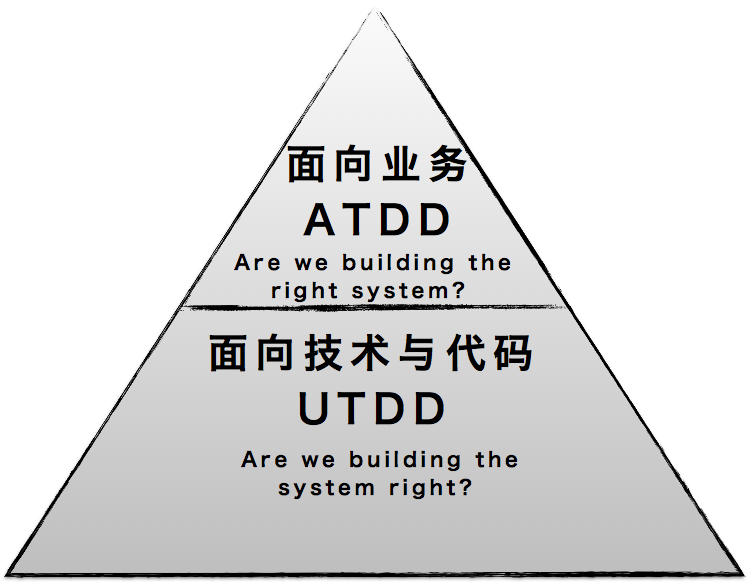 面向业务
ATDD
Are we building the
right system?
面向技术与代码
UTDD
Are we building the
system right?